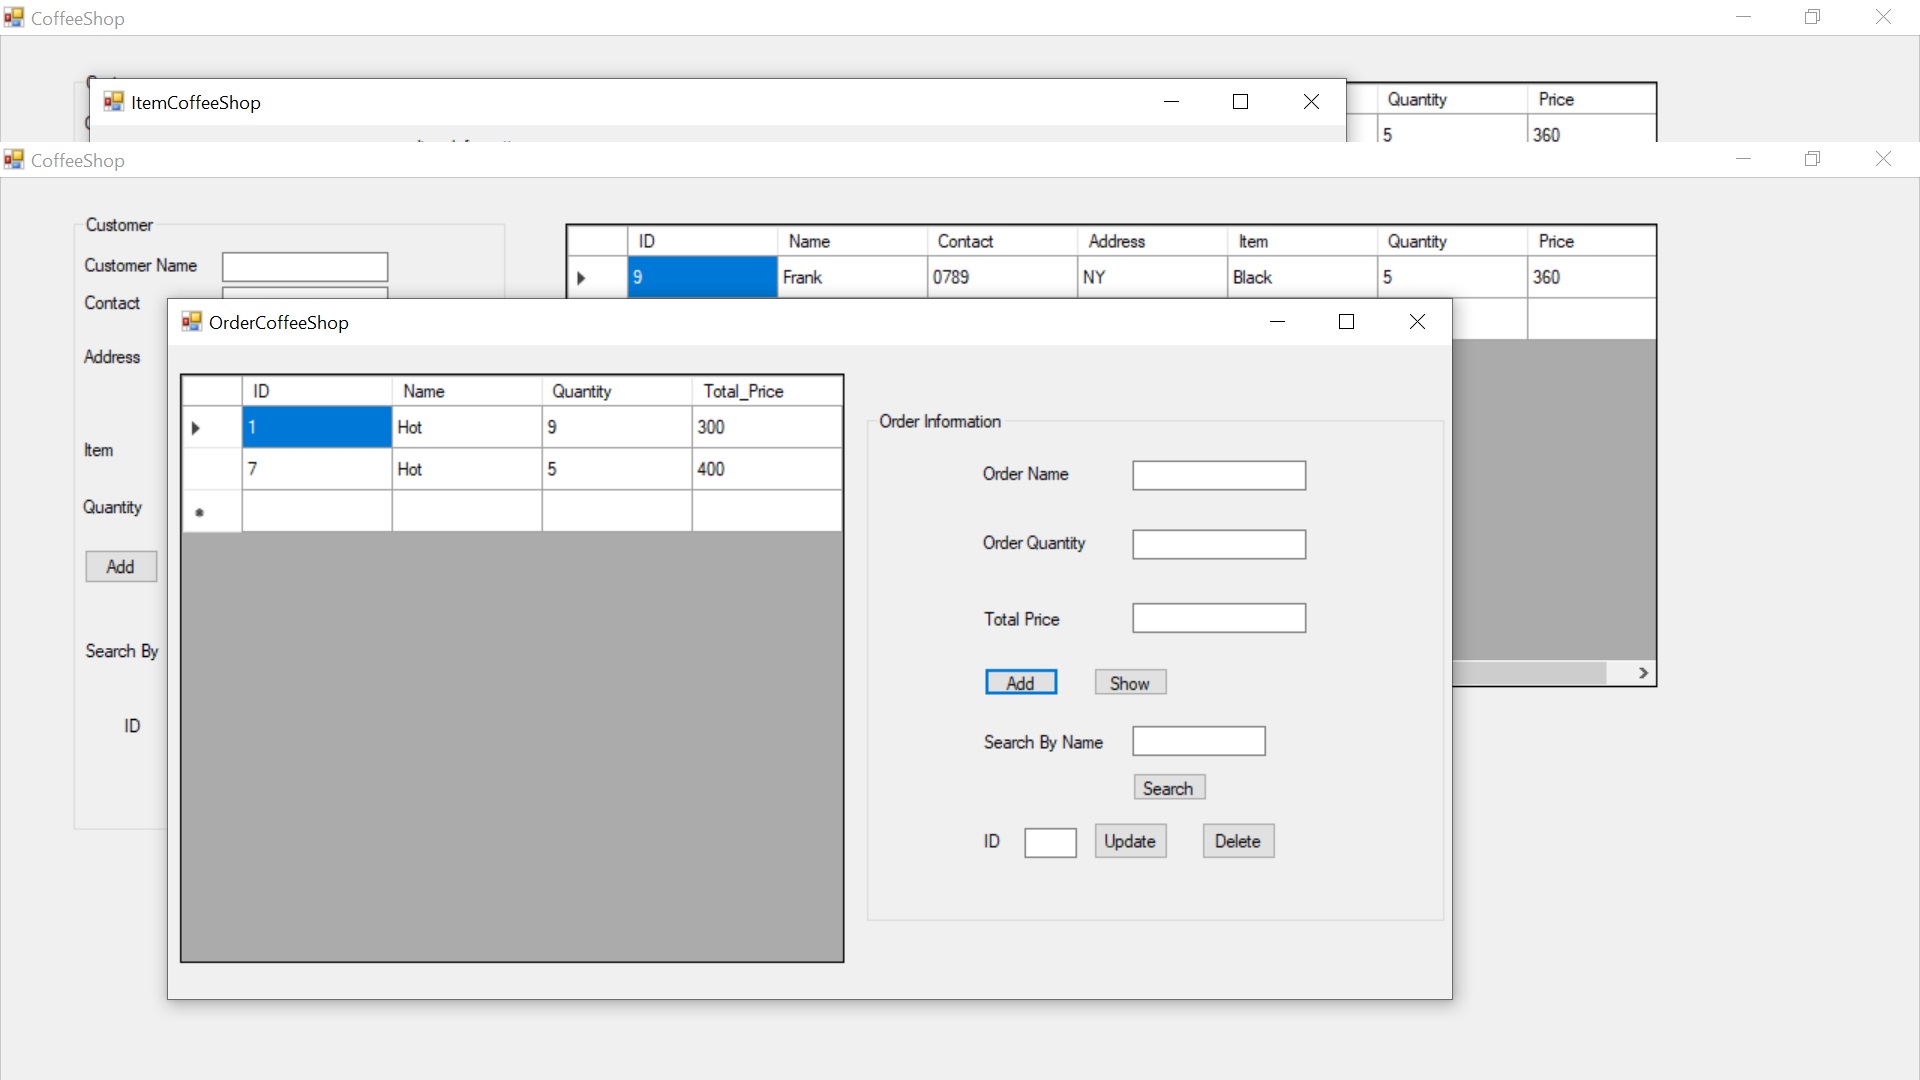 CoffeeShop
ItemCoffeeShop
Quantity Price
5 360
CoffeeShop
Customer
Customer Name
Contact
Address
Item
Quantity
Add
Search By
ID
ID Name Contact Address Item Quantity Price
9 Frank 0789 NY Black 5 360
OrderCoffeeShop
ID Name Quantity Total_Price
1 Hot 9 300
7 Hot 5 400
Order Information
Order Name
Order Quantity
Total Price
Add Show
Search By Name
Search
ID Update Delete